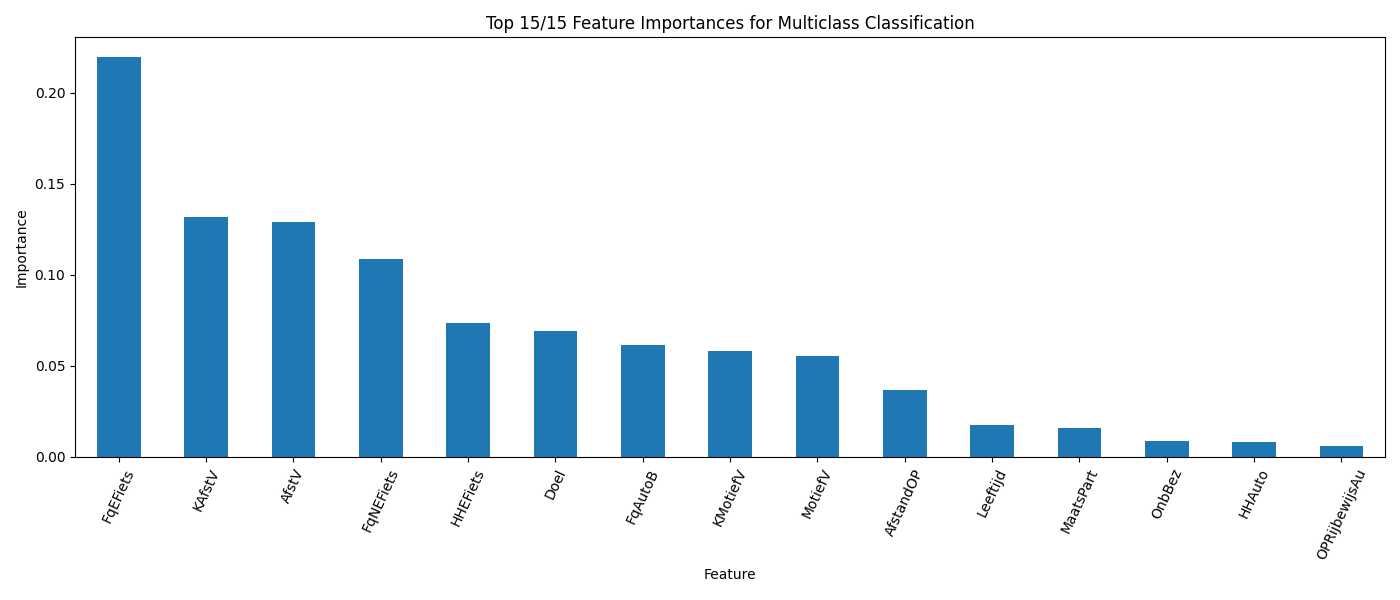 Top 15/15 Feature Importances for Multiclass Classification
Importance
0.20
0.15
0.10
0.05
0.00
FqEFiets
KAfstV
AfstV
FqNEFiets
HHEFiets
Doel
FqAutoB
KMotiefV
MotiefV
AfstandOP
Leeftijd
MaatsPart
OnbBez
HHAuto
OPRijbewijsAu
Feature